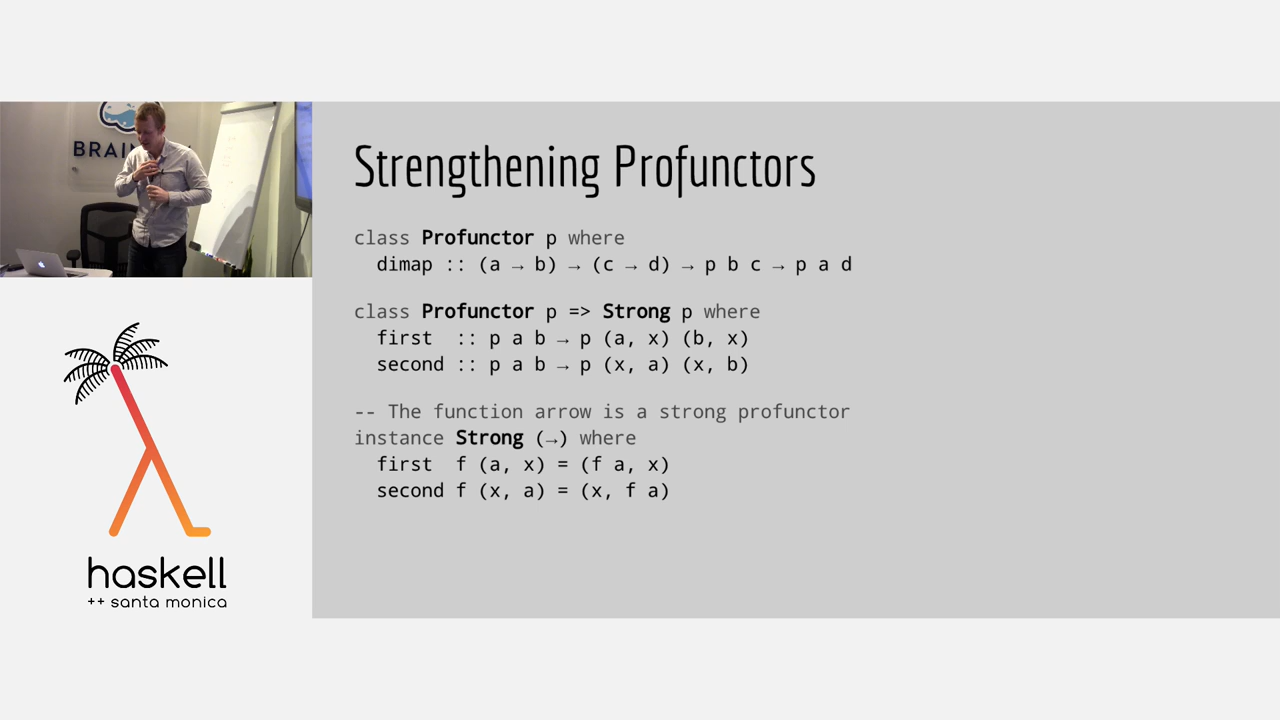 BRAIN
Strengthening Profunctors
class Profunctor p where
  dimap :: (a → b) → (c → d) → p b c → p a d
class Profunctor p => Strong p where
  first  :: p a b → p (a, x) (b, x)
  second :: p a b → p (x, a) (x, b)
-- The function arrow is a strong profunctor
instance Strong (→) where
  first  f (a, x) = (f a, x)
  second f (x, a) = (x, f a)
haskell
++ santa monica